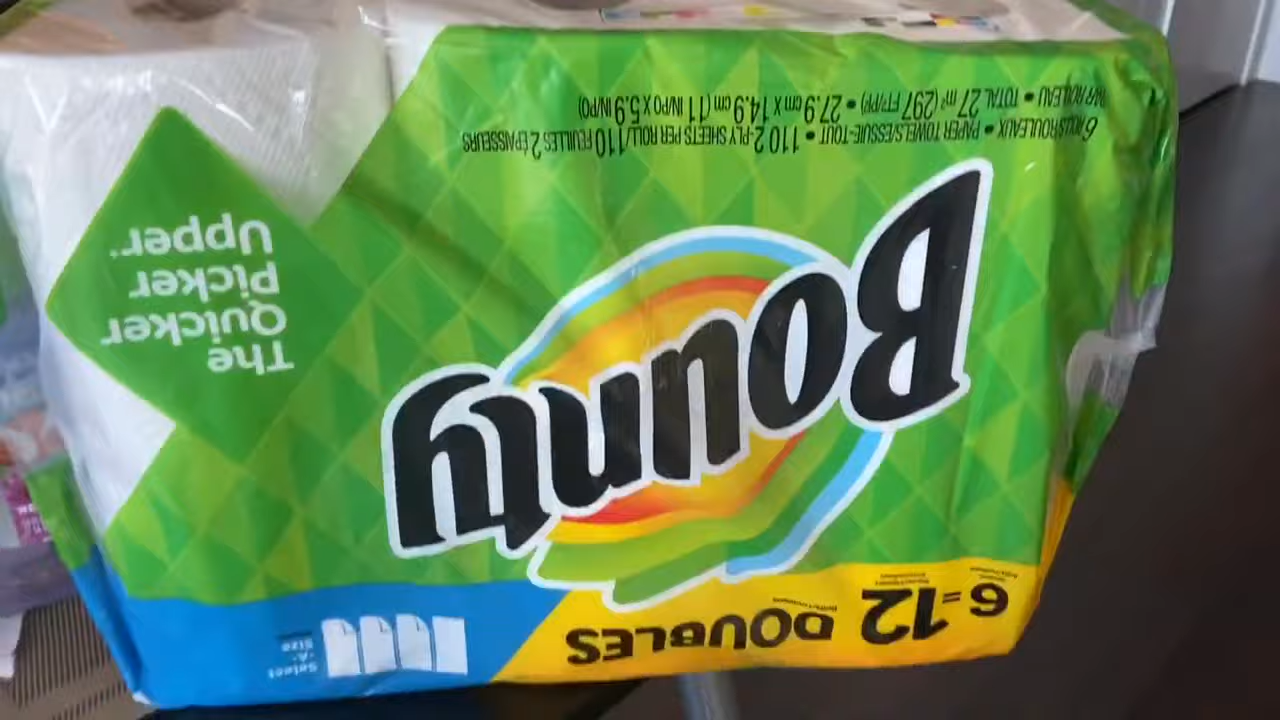 Bounty
The
Quicker
Picker
Upper
6=12 DOUBLES
Select
-A-
Size
6 ROLLS/ROULEAUX • PAPER TOWELS/ESSUIE-TOUT • 110 2-PLY SHEETS PER ROLL/110 FEUILLES 2 ÉPAISSEURS
PAR ROULEAU • TOTAL 27 m² (297 FT²/PI²) • 27.9 cm X 14.9 cm (11 IN/PO X 5.9 IN/PO)